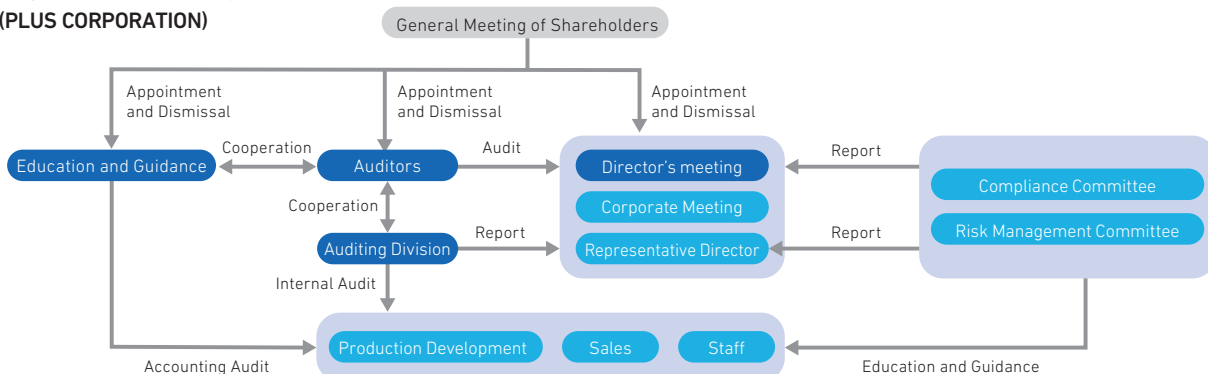 (PLUS CORPORATION)
General Meeting of Shareholders
Appointment
and Dismissal
Appointment
and Dismissal
Appointment
and Dismissal
Education and Guidance
Cooperation
Auditors
Audit
Director's meeting
Report
Compliance Committee
Cooperation
Corporate Meeting
Risk Management Committee
Auditing Division
Report
Representative Director
Report
Internal Audit
Production Development
Sales
Staff
Accounting Audit
Education and Guidance